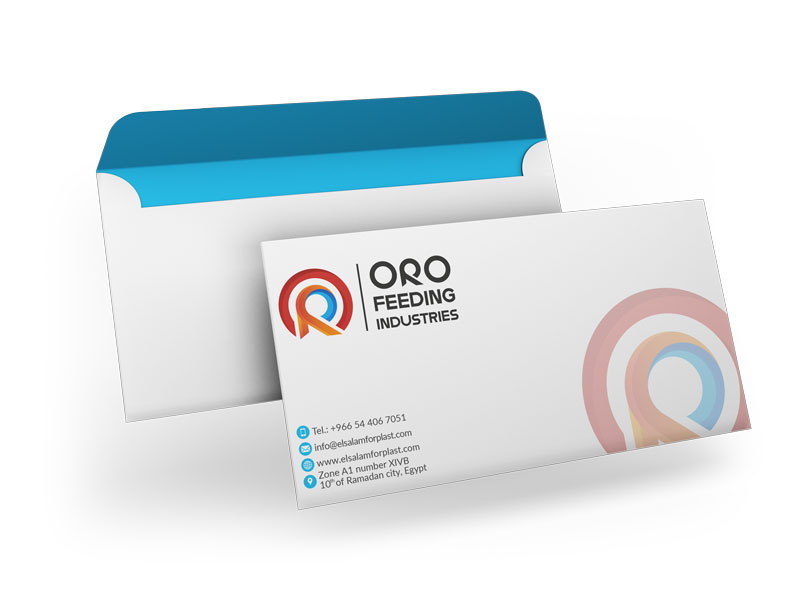 ORO
FEEDING
INDUSTRIES
Tel.: +966 54 406 7051
info@elsalamforplast.com
www.elsalamforplast.com
Zone A1 number XIVB
10th of Ramadan city, Egypt